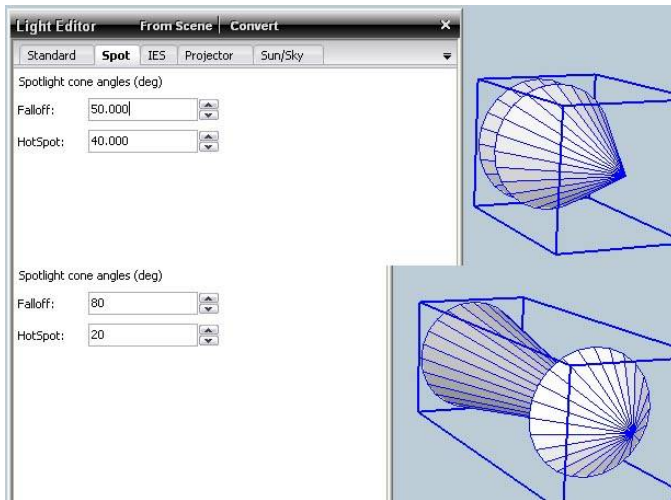 Light Editor From Scene Convert
Standard Spot IES Projector Sun/Sky
Spotlight cone angles (deg)
Falloff: 50.000
HotSpot: 40.000
Spotlight cone angles (deg)
Falloff: 80
HotSpot: 20